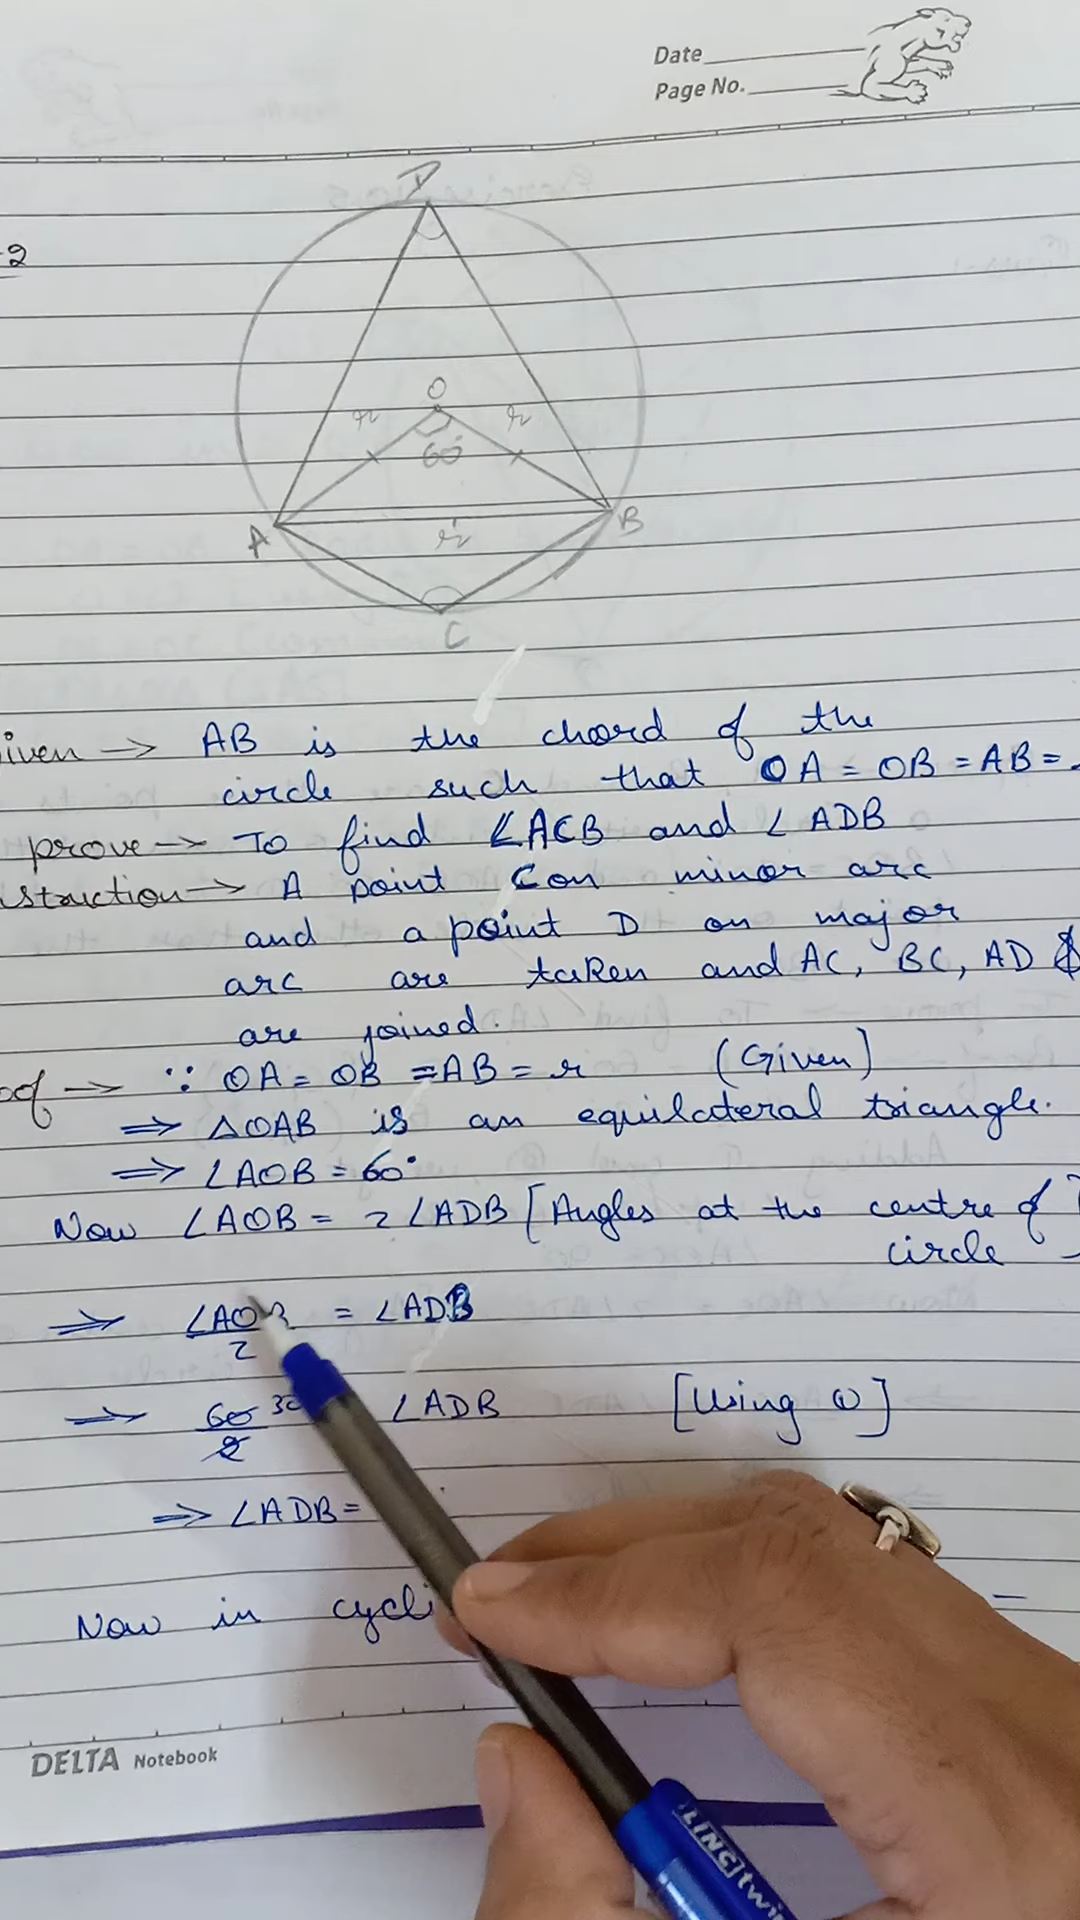 Date
Page No.
2
D
O
r r
60°
A B
r
C
iven → AB is the chord of the
circle such that OA = OB = AB =
prove → To find ∠ACB and ∠ADB
struction → A point C on minor arc
and a point D on major
arc are taken and AC, BC, AD &
are joined.
of → ∵ OA = OB = AB = r (Given)
⇒ △OAB is an equilateral triangle.
⇒ ∠AOB = 60°
Now ∠AOB = 2∠ADB [Angles at the centre of
circle]
⇒ ∠AOB/2 = ∠ADB
⇒ 60/2 30 ∠ADB [Using ①]
⇒ ∠ADB =
Now in cycli
DELTA Notebook
LINC twin